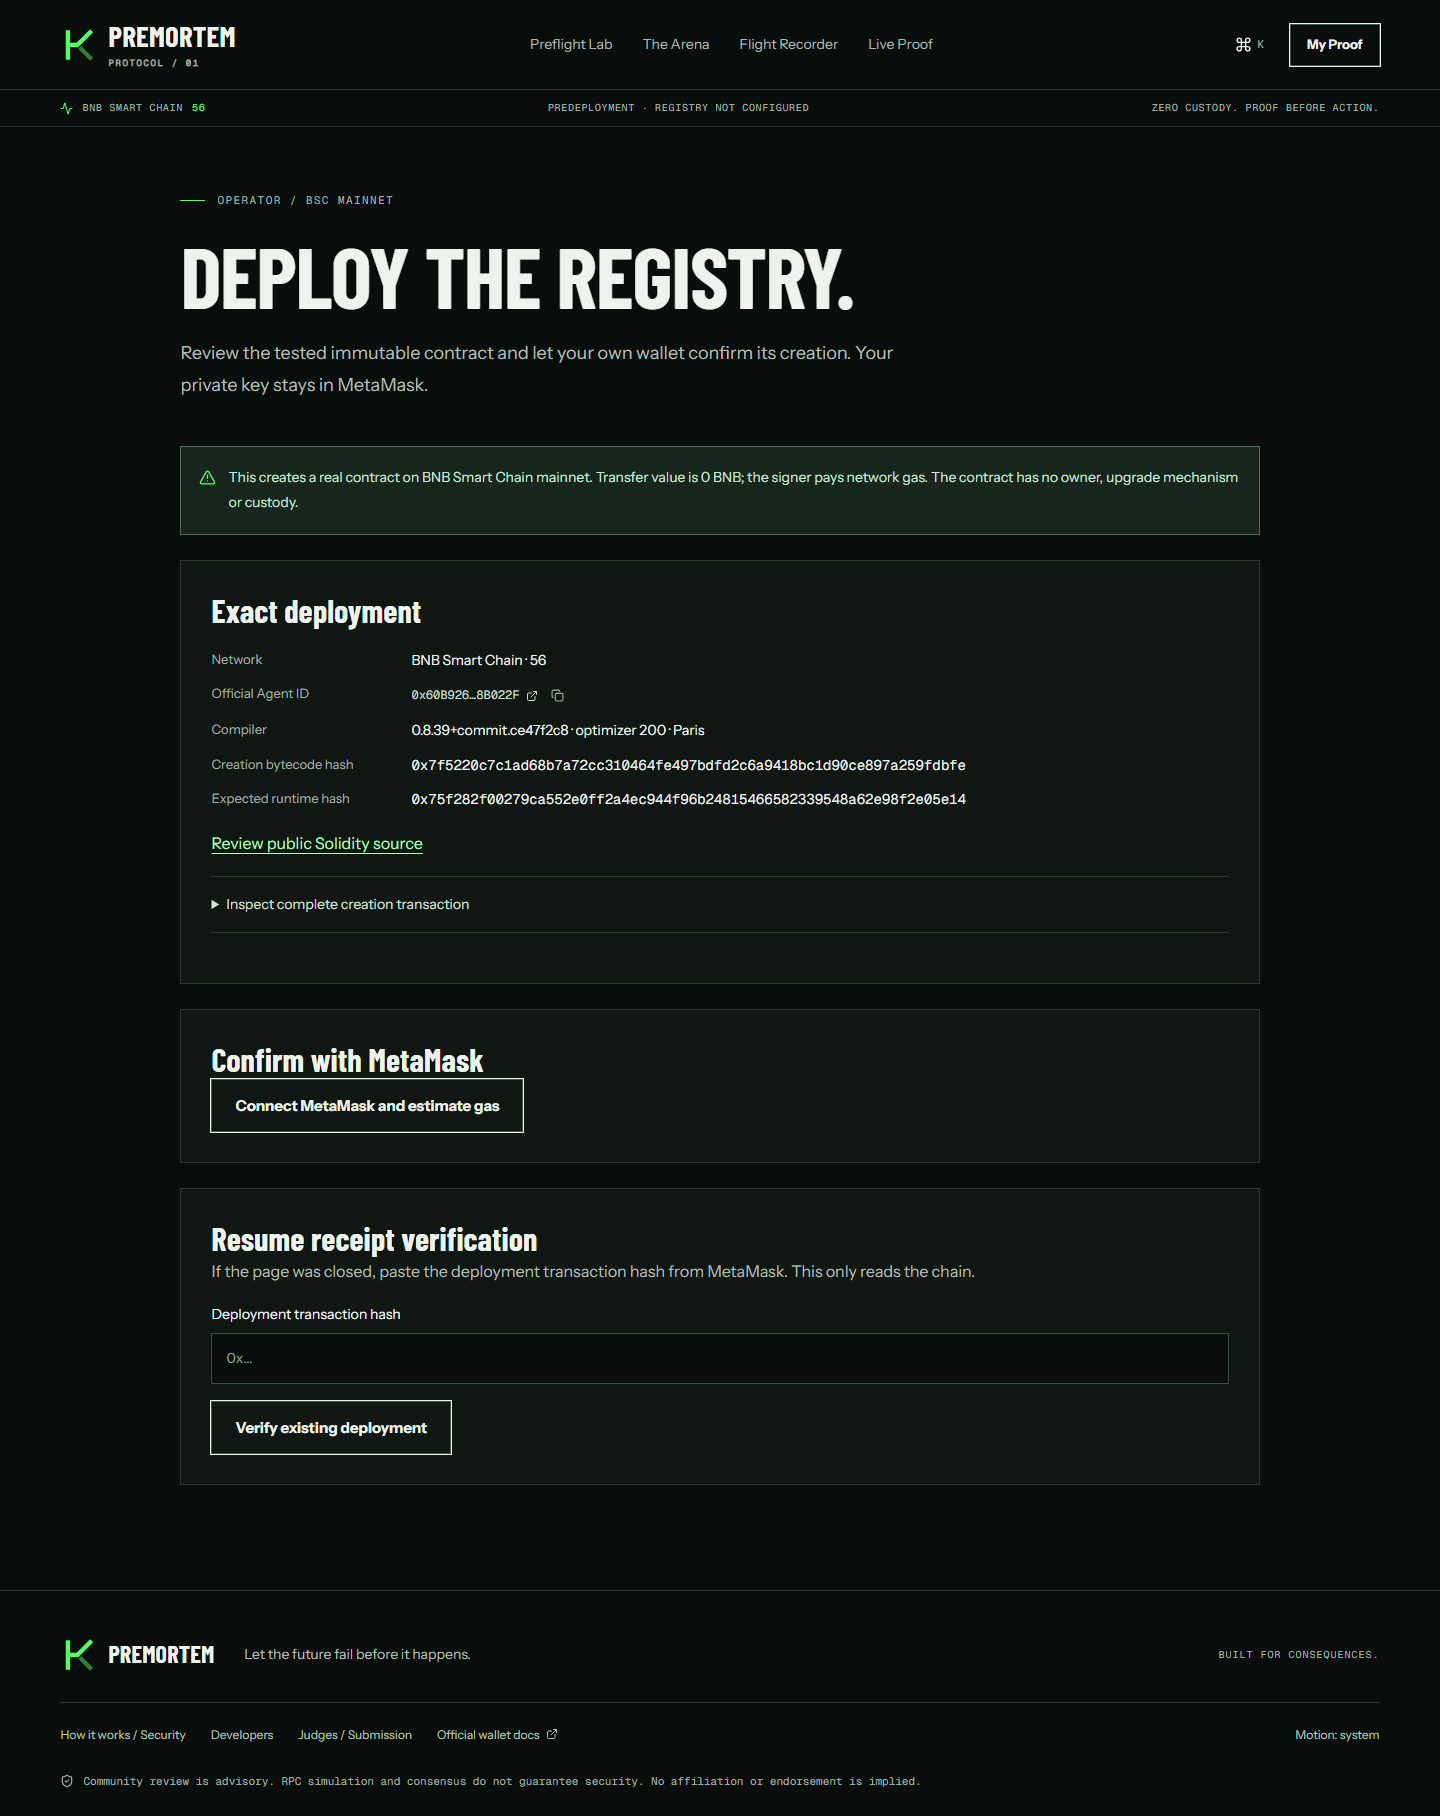 PREMORTEM
PROTOCOL / 01
Preflight Lab
The Arena
Flight Recorder
Live Proof
⌘ K
My Proof
BNB SMART CHAIN 56
PREDEPLOYMENT · REGISTRY NOT CONFIGURED
ZERO CUSTODY. PROOF BEFORE ACTION.
OPERATOR / BSC MAINNET
DEPLOY THE REGISTRY.
Review the tested immutable contract and let your own wallet confirm its creation. Your
private key stays in MetaMask.
This creates a real contract on BNB Smart Chain mainnet. Transfer value is 0 BNB; the signer pays network gas. The contract has no owner, upgrade mechanism
or custody.
Exact deployment
Network
BNB Smart Chain · 56
Official Agent ID
0x60B926…8B022F
Compiler
0.8.39+commit.ce47f2c8 · optimizer 200 · Paris
Creation bytecode hash
0x7f5220c7c1ad68b7a72cc310464fe497bdfd2c6a9418bc1d90ce897a259fdbfe
Expected runtime hash
0x75f282f00279ca552e0ff2a4ec944f96b24815466582339548a62e98f2e05e14
Review public Solidity source
Inspect complete creation transaction
Confirm with MetaMask
Connect MetaMask and estimate gas
Resume receipt verification
If the page was closed, paste the deployment transaction hash from MetaMask. This only reads the chain.
Deployment transaction hash
0x…
Verify existing deployment
PREMORTEM
Let the future fail before it happens.
BUILT FOR CONSEQUENCES.
How it works / Security
Developers
Judges / Submission
Official wallet docs
Motion: system
Community review is advisory. RPC simulation and consensus do not guarantee security. No affiliation or endorsement is implied.